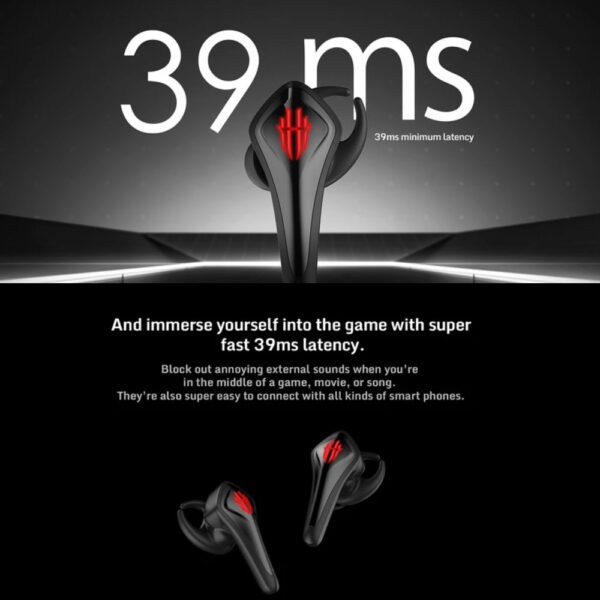 39 ms
39ms minimum latency
And immerse yourself into the game with super
fast 39ms latency.
Block out annoying external sounds when you're
in the middle of a game, movie, or song.
They're also super easy to connect with all kinds of smart phones.